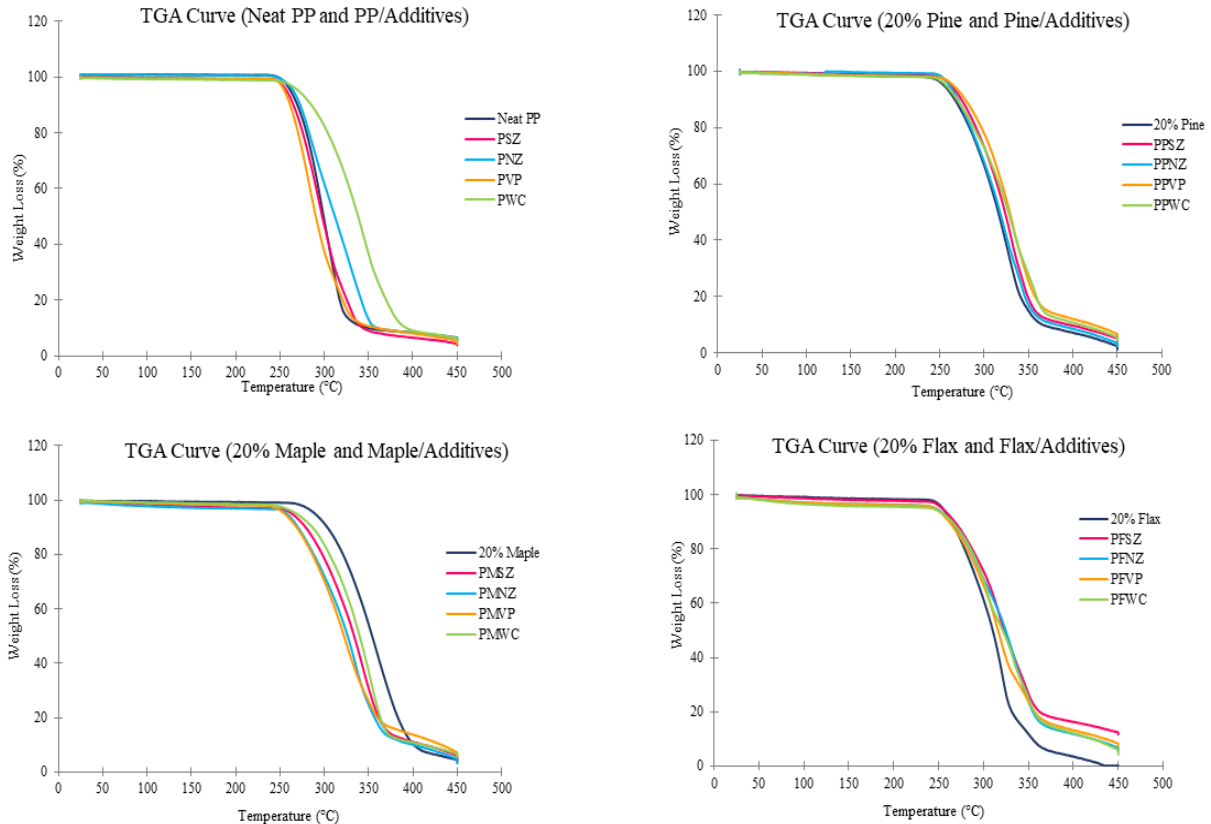 TGA Curve (Neat PP and PP/Additives)
120
100
80
60
40
20
0
Weight Loss (%)
0 50 100 150 200 250 300 350 400 450 500
Temperature (°C)
Neat PP
PSZ
PNZ
PVP
PWC
TGA Curve (20% Pine and Pine/Additives)
120
100
80
60
40
20
0
Weight Loss (%)
0 50 100 150 200 250 300 350 400 450 500
Temperature (°C)
20% Pine
PPSZ
PPNZ
PPVP
PPWC
TGA Curve (20% Maple and Maple/Additives)
120
100
80
60
40
20
0
Weight Loss (%)
0 50 100 150 200 250 300 350 400 450 500
Temperature (°C)
20% Maple
PMSZ
PMNZ
PMVP
PMWC
TGA Curve (20% Flax and Flax/Additives)
120
100
80
60
40
20
0
Weight Loss (%)
0 50 100 150 200 250 300 350 400 450 500
Temperature (°C)
20% Flax
PFSZ
PFNZ
PFVP
PFWC